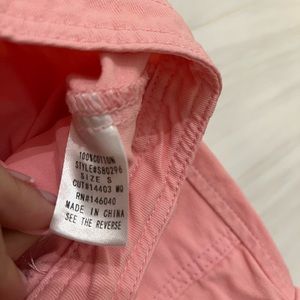 100%COTTON
STYLE#S80296
SIZE S
CUT#14403 MQ
RN#146040
MADE IN CHINA
SEE THE REVERSE